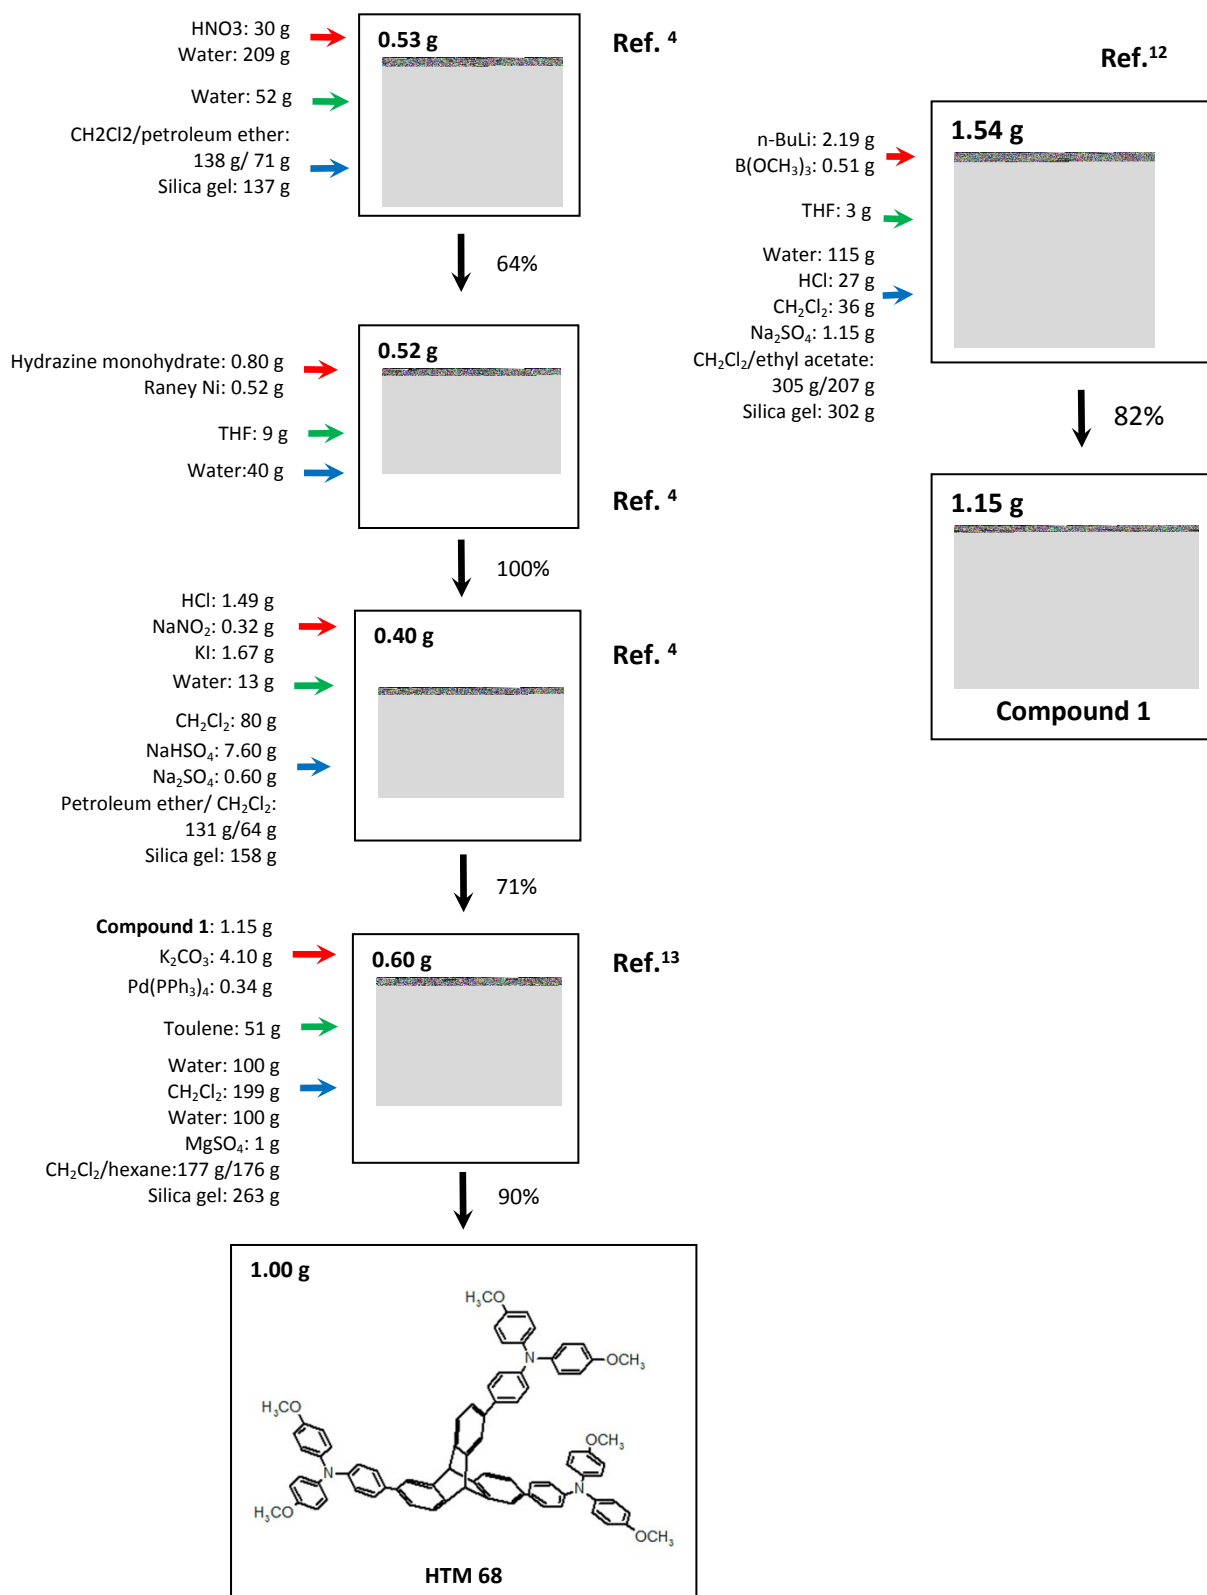 HNO3: 30 g
Water: 209 g
Water: 52 g
CH2Cl2/petroleum ether:
138 g/ 71 g
Silica gel: 137 g
0.53 g
Ref. ⁴
64%
Hydrazine monohydrate: 0.80 g
Raney Ni: 0.52 g
THF: 9 g
Water:40 g
0.52 g
Ref. ⁴
100%
HCl: 1.49 g
NaNO₂: 0.32 g
KI: 1.67 g
Water: 13 g
CH₂Cl₂: 80 g
NaHSO₄: 7.60 g
Na₂SO₄: 0.60 g
Petroleum ether/ CH₂Cl₂:
131 g/64 g
Silica gel: 158 g
0.40 g
Ref. ⁴
71%
Compound 1: 1.15 g
K₂CO₃: 4.10 g
Pd(PPh₃)₄: 0.34 g
Toulene: 51 g
Water: 100 g
CH₂Cl₂: 199 g
Water: 100 g
MgSO₄: 1 g
CH₂Cl₂/hexane:177 g/176 g
Silica gel: 263 g
0.60 g
Ref.¹³
90%
1.00 g
H₃CO
N
OCH₃
H₃CO
N
H₃CO
OCH₃
N
OCH₃
HTM 68
Ref.¹²
n-BuLi: 2.19 g
B(OCH₃)₃: 0.51 g
THF: 3 g
Water: 115 g
HCl: 27 g
CH₂Cl₂: 36 g
Na₂SO₄: 1.15 g
CH₂Cl₂/ethyl acetate:
305 g/207 g
Silica gel: 302 g
1.54 g
82%
1.15 g
Compound 1